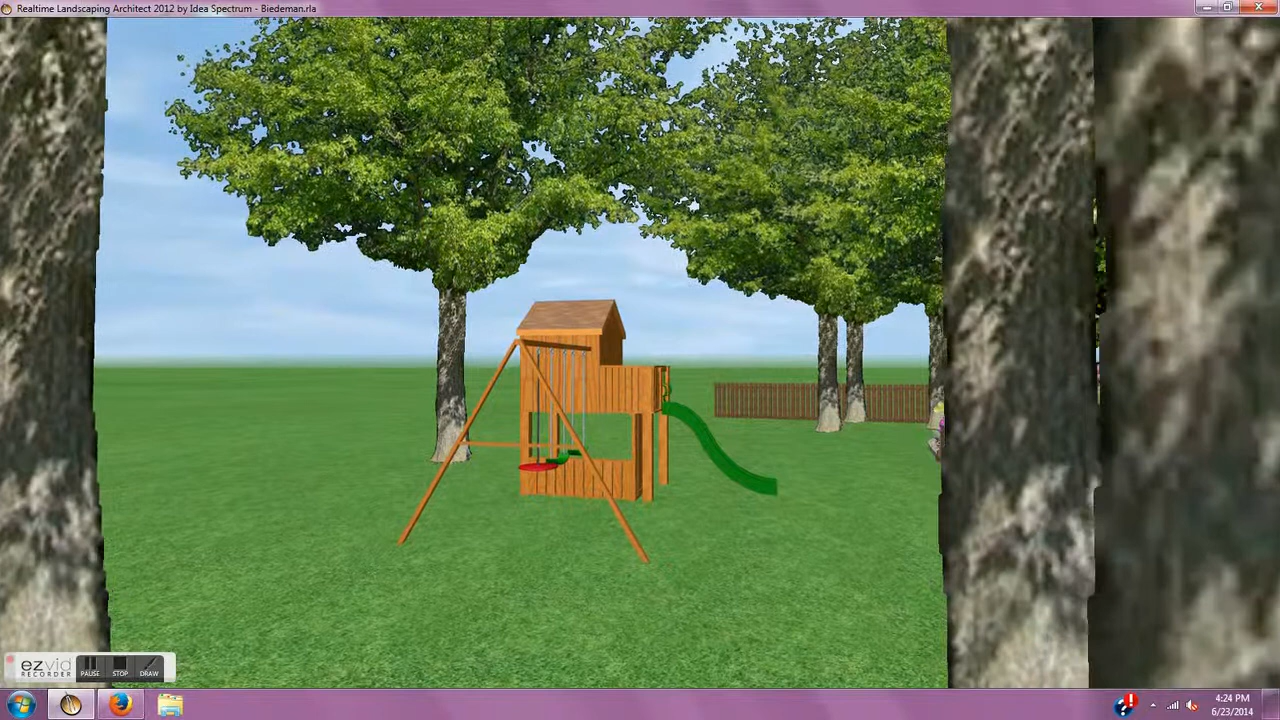 Realtime Landscaping Architect 2012 by Idea Spectrum - Biedeman.rla
ezvid
RECORDER
PAUSE
STOP
DRAW
4:24 PM
6/23/2014